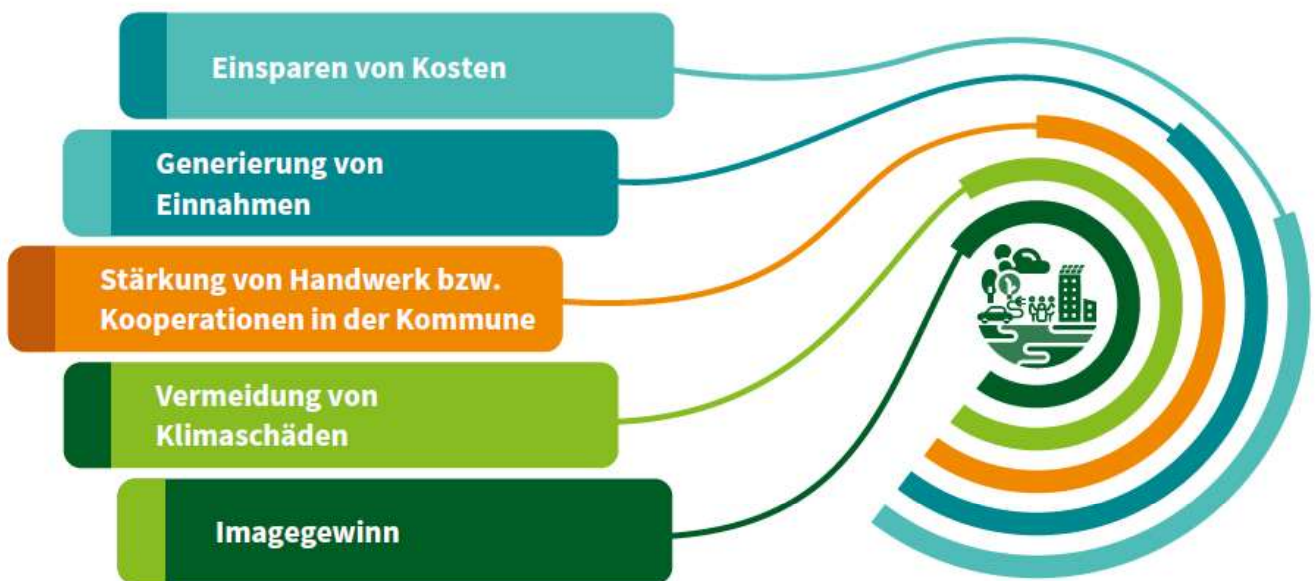 Einsparen von Kosten
Generierung von
Einnahmen
Stärkung von Handwerk bzw.
Kooperationen in der Kommune
Vermeidung von
Klimaschäden
Imagegewinn